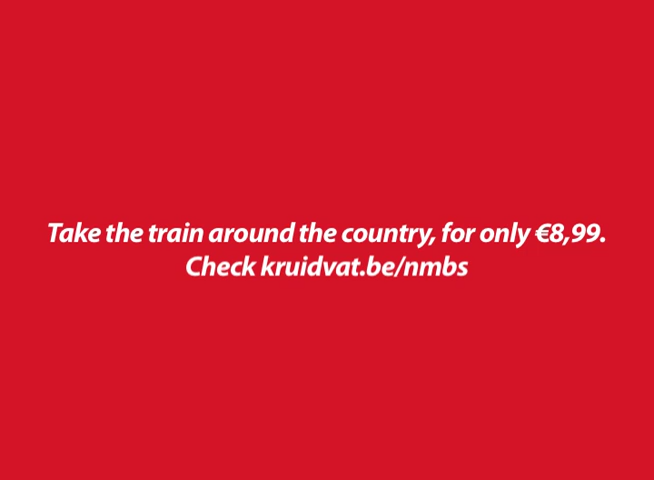 Take the train around the country, for only €8,99.
Check kruidvat.be/nmbs